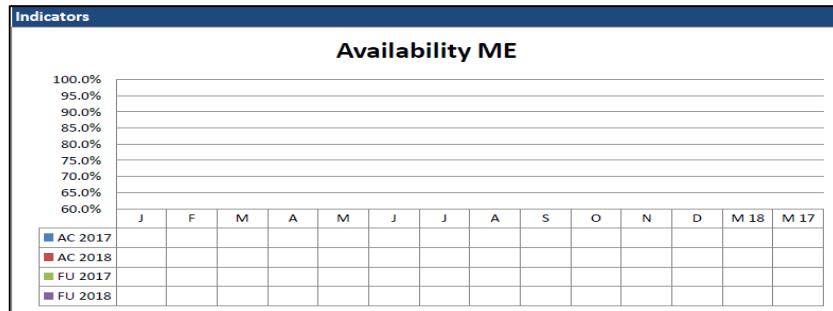 Indicators
Availability ME
100.0%
95.0%
90.0%
85.0%
80.0%
75.0%
70.0%
65.0%
60.0%
J F M A M J J A S O N D M 18 M 17
AC 2017
AC 2018
FU 2017
FU 2018